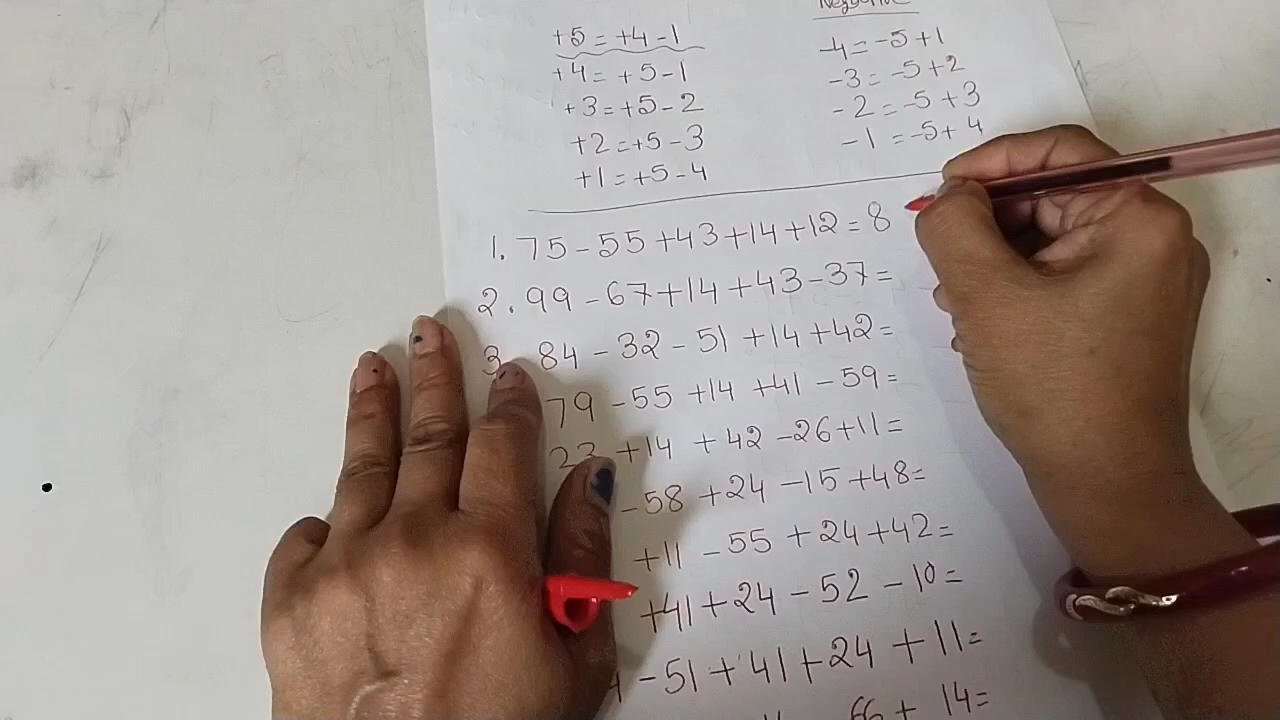 +5 = +4 - 1
-4 = -5 + 1
+4 = +5 - 1
-3 = -5 + 2
+3 = +5 - 2
-2 = -5 + 3
+2 = +5 - 3
-1 = -5 + 4
+1 = +5 - 4
1. 75 - 55 + 43 + 14 + 12 = 8
2. 99 - 67 + 14 + 43 - 37 =
3. 84 - 32 - 51 + 14 + 42 =
79 - 55 + 14 + 41 - 59 =
23 + 14 + 42 - 26 + 11 =
- 58 + 24 - 15 + 48 =
+ 11 - 55 + 24 + 42 =
+ 41 + 24 - 52 - 10 =
- 51 + 41 + 24 + 11 =
66 + 14 =